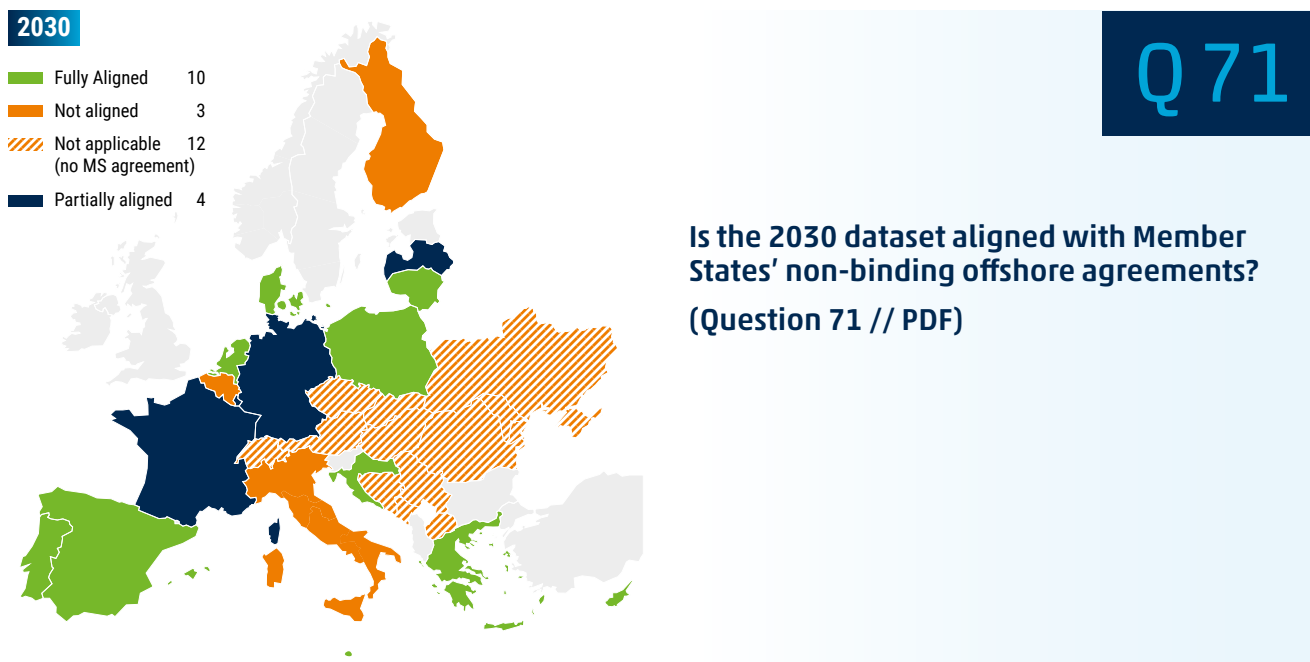 2030
Fully Aligned 10
Not aligned 3
Not applicable 12
(no MS agreement)
Partially aligned 4
Q 71
Is the 2030 dataset aligned with Member
States’ non-binding offshore agreements?
(Question 71 // PDF)